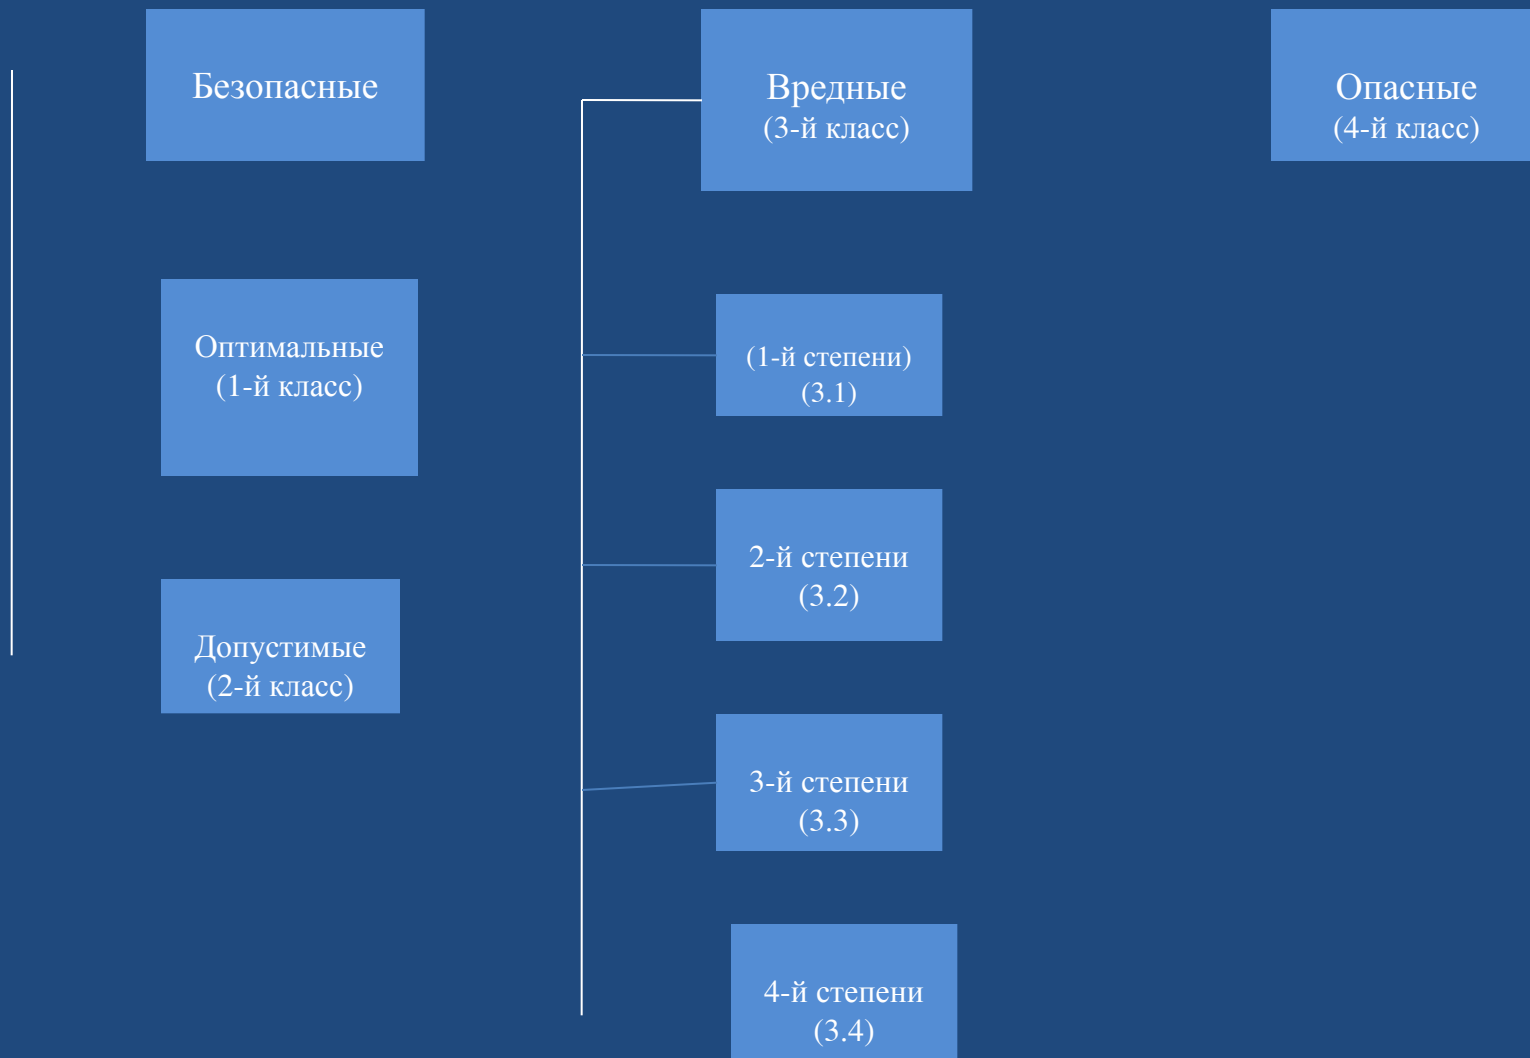 Безопасные
Вредные
(3-й класс)
Опасные
(4-й класс)
Оптимальные
(1-й класс)
(1-й степени)
(3.1)
2-й степени
(3.2)
Допустимые
(2-й класс)
3-й степени
(3.3)
4-й степени
(3.4)